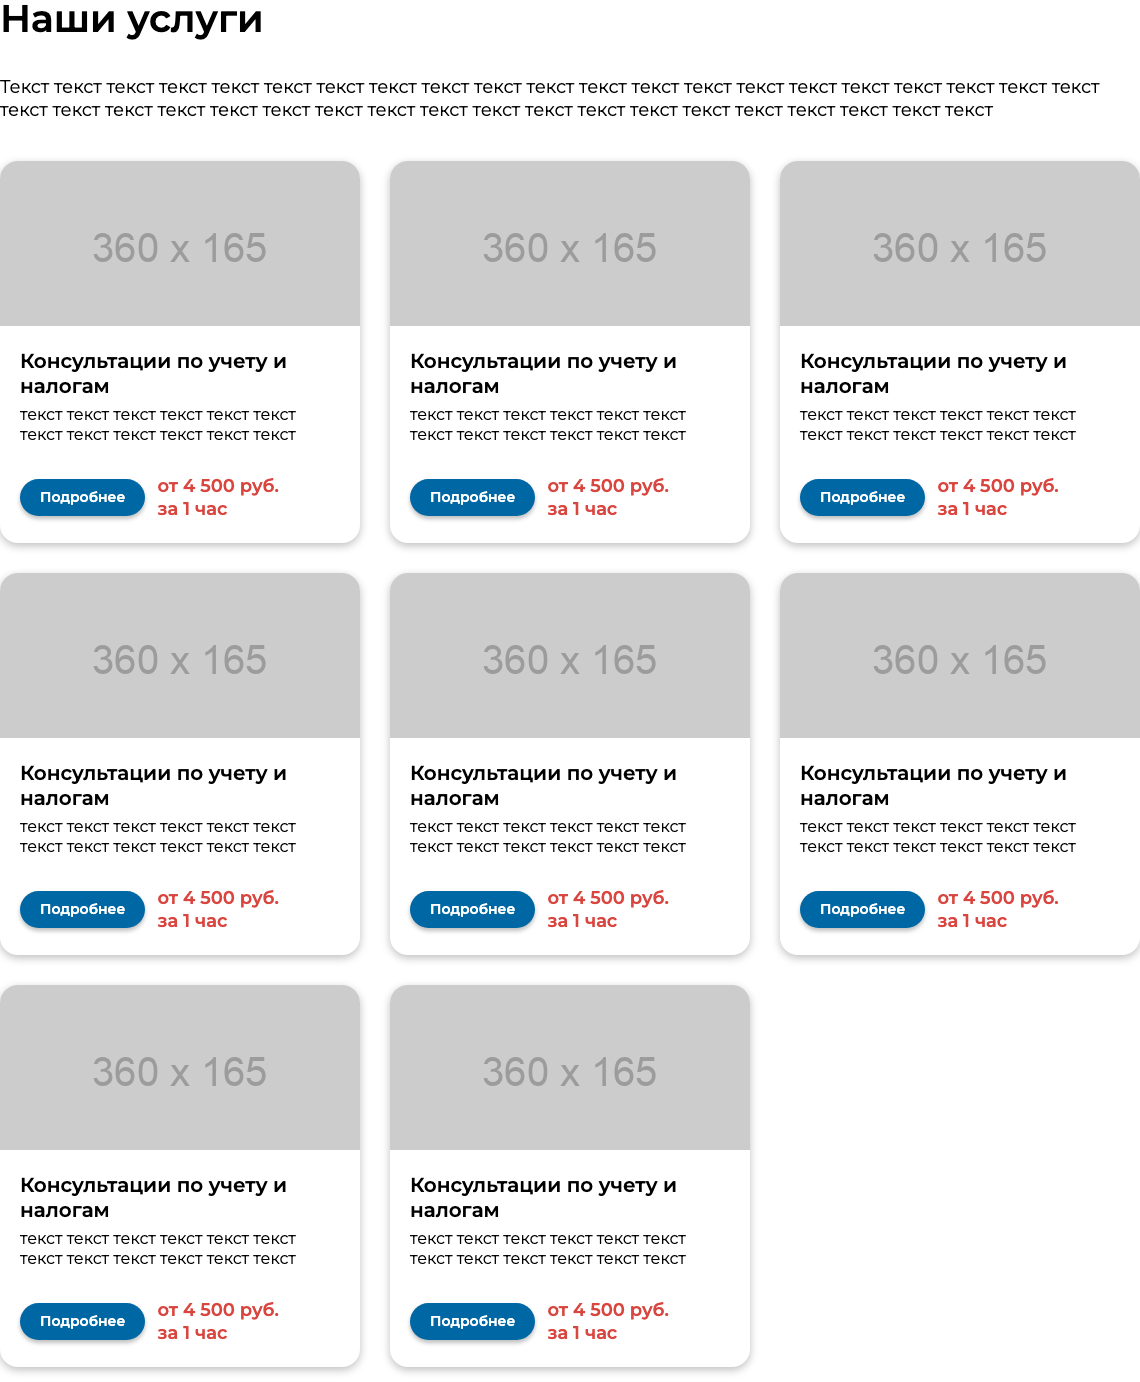 Наши услуги
Текст текст текст текст текст текст текст текст текст текст текст текст текст текст текст текст текст текст текст текст текст
текст текст текст текст текст текст текст текст текст текст текст текст текст текст текст текст текст текст текст
360 x 165
Консультации по учету и
налогам
текст текст текст текст текст текст
текст текст текст текст текст текст
Подробнее
от 4 500 руб.
за 1 час
360 x 165
Консультации по учету и
налогам
текст текст текст текст текст текст
текст текст текст текст текст текст
Подробнее
от 4 500 руб.
за 1 час
360 x 165
Консультации по учету и
налогам
текст текст текст текст текст текст
текст текст текст текст текст текст
Подробнее
от 4 500 руб.
за 1 час
360 x 165
Консультации по учету и
налогам
текст текст текст текст текст текст
текст текст текст текст текст текст
Подробнее
от 4 500 руб.
за 1 час
360 x 165
Консультации по учету и
налогам
текст текст текст текст текст текст
текст текст текст текст текст текст
Подробнее
от 4 500 руб.
за 1 час
360 x 165
Консультации по учету и
налогам
текст текст текст текст текст текст
текст текст текст текст текст текст
Подробнее
от 4 500 руб.
за 1 час
360 x 165
Консультации по учету и
налогам
текст текст текст текст текст текст
текст текст текст текст текст текст
Подробнее
от 4 500 руб.
за 1 час
360 x 165
Консультации по учету и
налогам
текст текст текст текст текст текст
текст текст текст текст текст текст
Подробнее
от 4 500 руб.
за 1 час